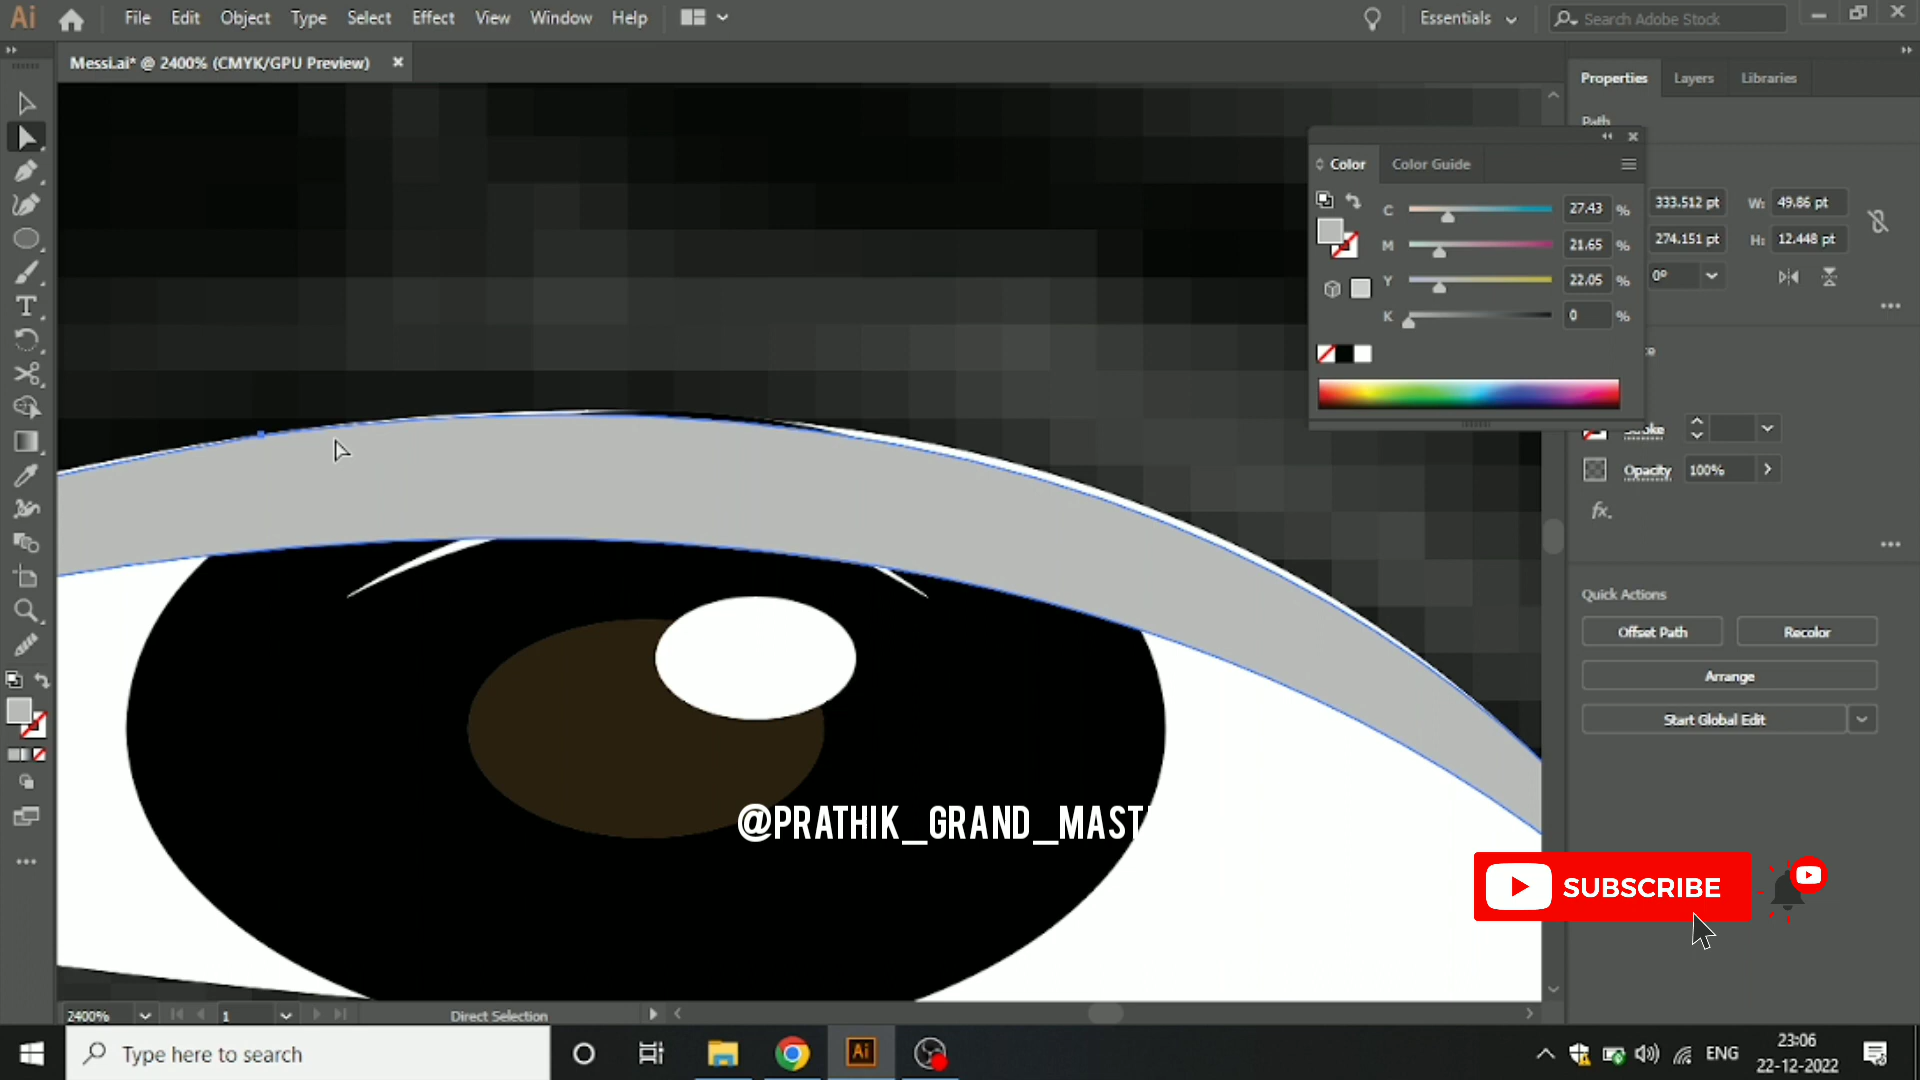 Ai File Edit Object Type Select Effect View Window Help Essentials Search Adobe Stock
Messi.ai* @ 2400% (CMYK/GPU Preview)
Properties Layers Libraries
Path
Color Color Guide
C 27.43 %
M 21.65 %
Y 22.05 %
K 0 %
333.512 pt W: 49.86 pt
274.151 pt H: 12.448 pt
0°
Stroke
Opacity 100%
fx.
Quick Actions
Offset Path Recolor
Arrange
Start Global Edit
@PRATHIK_GRAND_MAST
SUBSCRIBE
2400% 1 Direct Selection
Type here to search
Ai
ENG
23:06
22-12-2022